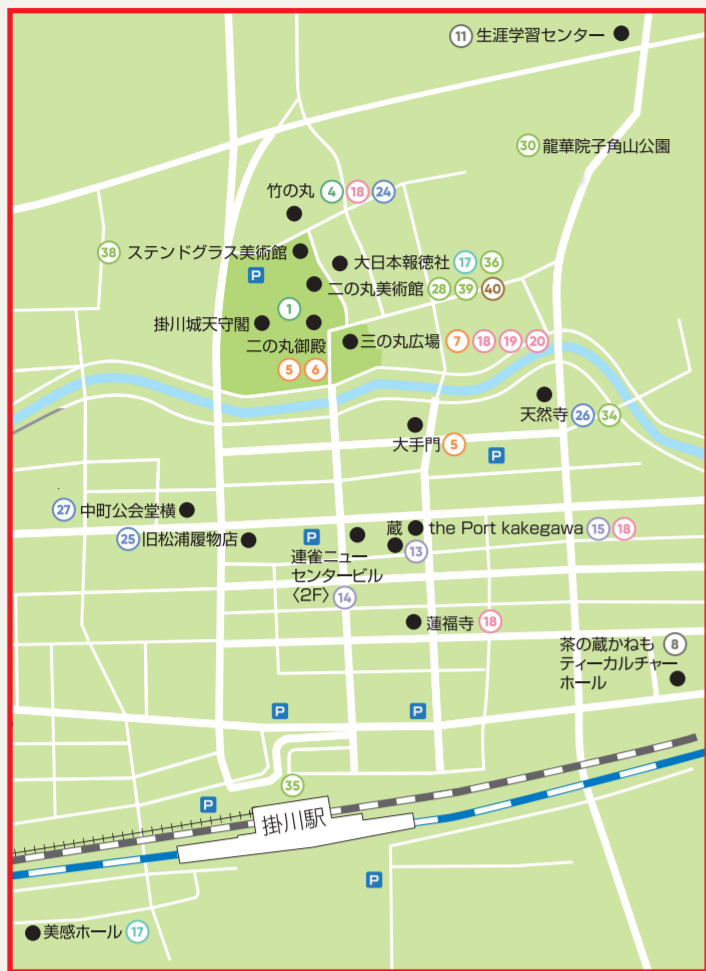 ⑪ 生涯学習センター
㉚ 龍華院子角山公園
竹の丸 ④ ⑱ ㉔
㊳ ステンドグラス美術館
P
大日本報徳社 ⑰ ㊱
二の丸美術館 ㉘ ㊴ ㊵
①
掛川城天守閣
二の丸御殿
⑤ ⑥
三の丸広場 ⑦ ⑱ ⑲ ⑳
天然寺 ㉖ ㉞
大手門 ⑤
P
㉗ 中町公会堂横
㉕ 旧松浦履物店
P
連雀ニュー
センタービル
〈2F〉 ⑭
蔵
⑬
the Port kakegawa ⑮ ⑱
蓮福寺 ⑱
茶の蔵かねも ⑧
ティーカルチャー
ホール
P
P
㉟
P
掛川駅
P
美感ホール ⑰